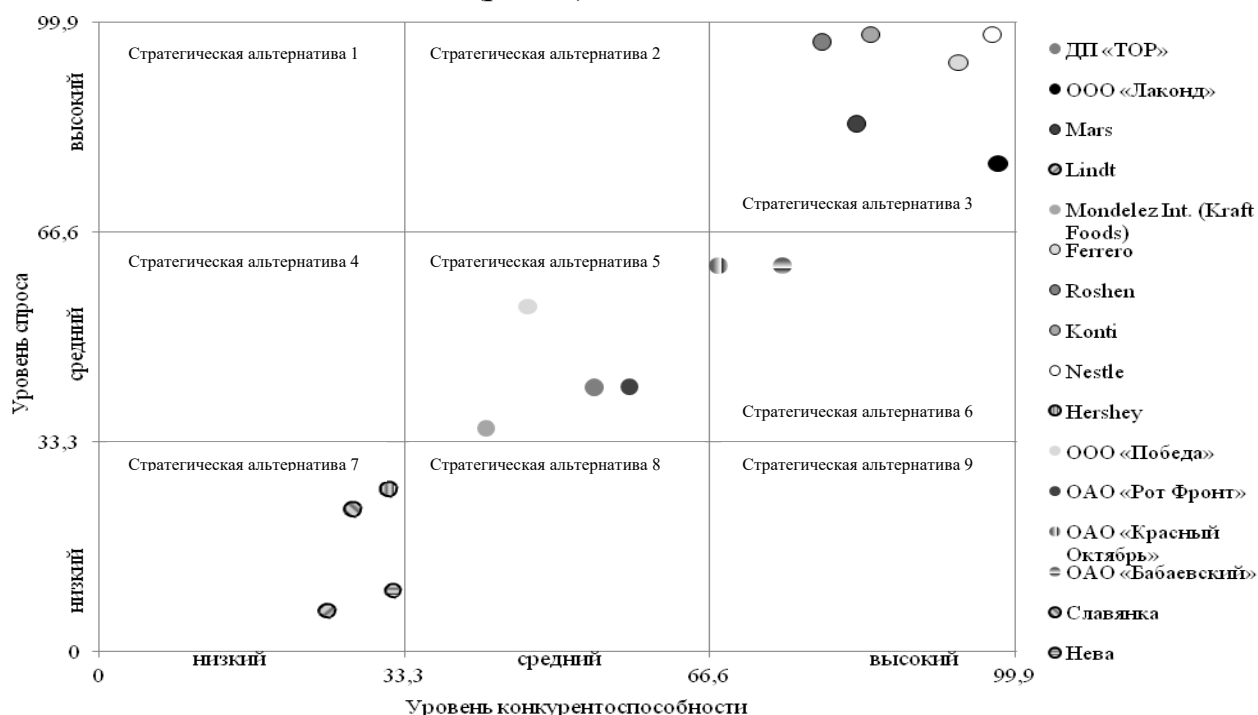 99,9
Стратегическая альтернатива 1
Стратегическая альтернатива 2
высокий
Стратегическая альтернатива 3
66,6
Стратегическая альтернатива 4
Стратегическая альтернатива 5
Уровень спроса
средний
Стратегическая альтернатива 6
33,3
Стратегическая альтернатива 7
Стратегическая альтернатива 8
Стратегическая альтернатива 9
низкий
0
низкий
средний
высокий
0
33,3
66,6
99,9
Уровень конкурентоспособности
ДП «ТОР»
ООО «Лаконд»
Mars
Lindt
Mondelez Int. (Kraft
Foods)
Ferrero
Roshen
Konti
Nestle
Hershey
ООО «Победа»
ОАО «Рот Фронт»
ОАО «Красный
Октябрь»
ОАО «Бабаевский»
Славянка
Нева